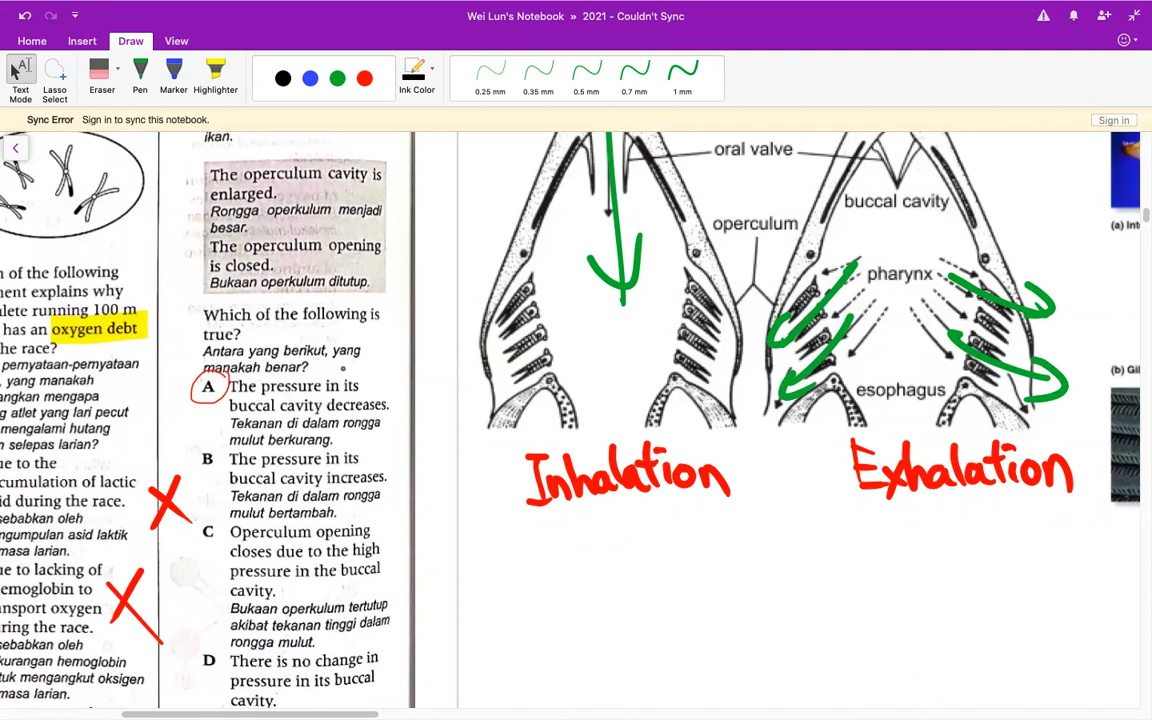 Wei Lun's Notebook » 2021 - Couldn't Sync
Home Insert Draw View
Text Mode
Lasso Select
Eraser
Pen
Marker
Highlighter
Ink Color
0.25 mm
0.35 mm
0.5 mm
0.7 mm
1 mm
Sync Error Sign in to sync this notebook.
Sign in
n of the following
nent explains why
lete running 100 m
has an oxygen debt
he race?
pernyataan-pernyataan
, yang manakah
angkan mengapa
g atlet yang lari pecut
mengalami hutang
n selepas larian?
ue to the
cumulation of lactic
id during the race.
sebabkan oleh
ngumpulan asid laktik
masa larian.
ue to lacking of
emoglobin to
ansport oxygen
ring the race.
sebabkan oleh
kurangan hemoglobin
tuk mengangkut oksigen
masa larian.
ikan.
The operculum cavity is
enlarged.
Rongga operkulum menjadi
besar.
The operculum opening
is closed.
Bukaan operkulum ditutup.
Which of the following is
true?
Antara yang berikut, yang
manakah benar?
A The pressure in its
buccal cavity decreases.
Tekanan di dalam rongga
mulut berkurang.
B The pressure in its
buccal cavity increases.
Tekanan di dalam rongga
mulut bertambah.
C Operculum opening
closes due to the high
pressure in the buccal
cavity.
Bukaan operkulum tertutup
akibat tekanan tinggi dalam
rongga mulut.
D There is no change in
pressure in its buccal
cavity.
oral valve
buccal cavity
operculum
pharynx
esophagus
Inhalation
Exhalation
(a) Int
(b) Gil